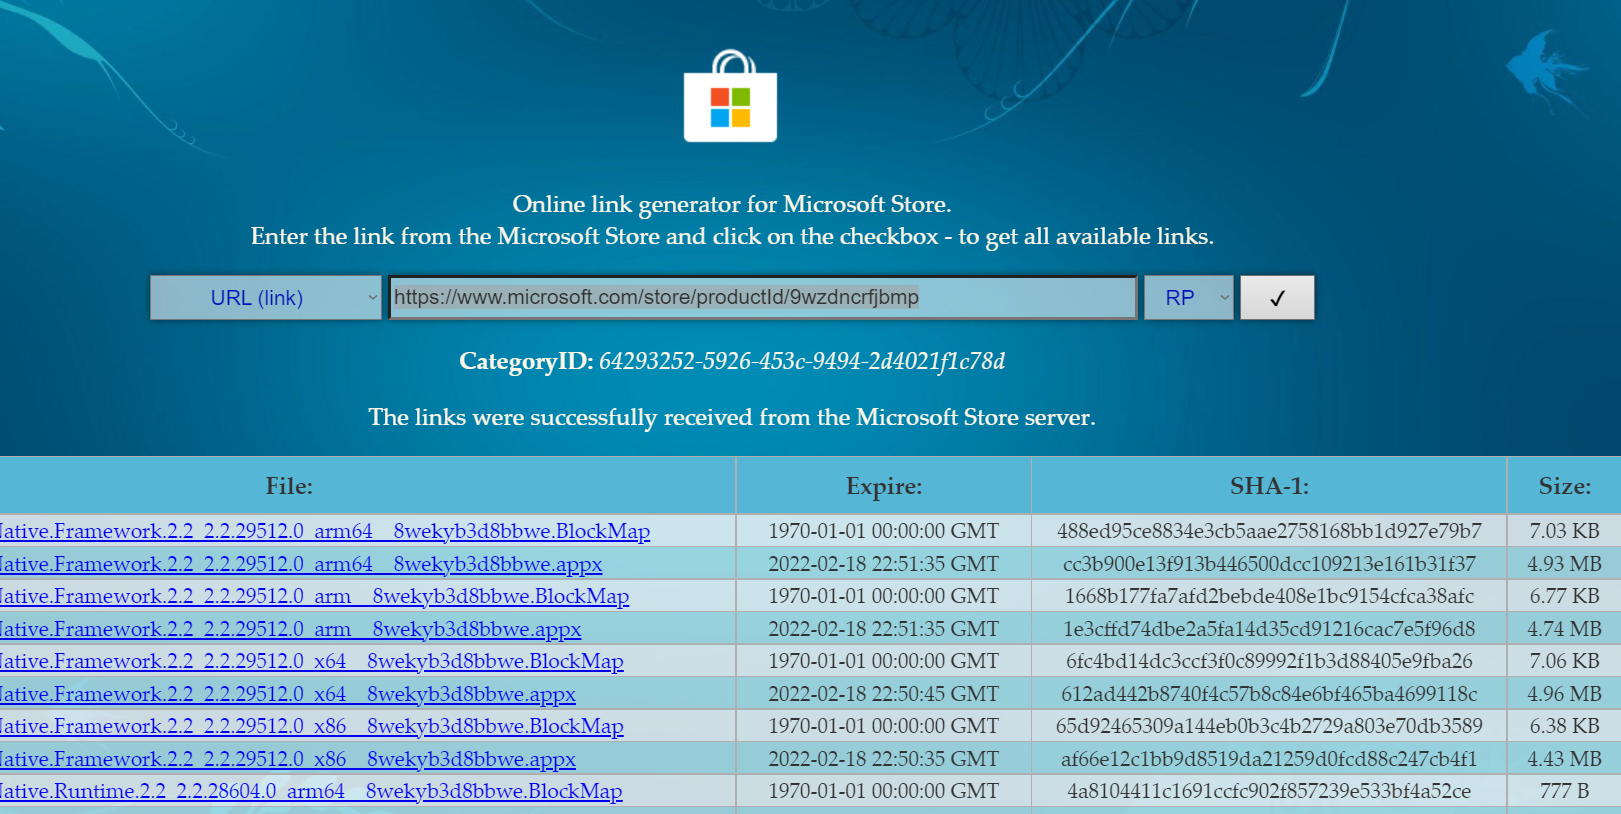 Online link generator for Microsoft Store.
Enter the link from the Microsoft Store and click on the checkbox - to get all available links.
URL (link) https://www.microsoft.com/store/productId/9wzdncrfjbmp RP ✓
CategoryID: 64293252-5926-453c-9494-2d4021f1c78d
The links were successfully received from the Microsoft Store server.
File: Expire: SHA-1: Size:
ative.Framework.2.2_2.2.29512.0_arm64__8wekyb3d8bbwe.BlockMap 1970-01-01 00:00:00 GMT 488ed95ce8834e3cb5aae2758168bb1d927e79b7 7.03 KB
ative.Framework.2.2_2.2.29512.0_arm64__8wekyb3d8bbwe.appx 2022-02-18 22:51:35 GMT cc3b900e13f913b446500dcc109213e161b31f37 4.93 MB
ative.Framework.2.2_2.2.29512.0_arm__8wekyb3d8bbwe.BlockMap 1970-01-01 00:00:00 GMT 1668b177fa7afd2bebde408e1bc9154cfca38afc 6.77 KB
ative.Framework.2.2_2.2.29512.0_arm__8wekyb3d8bbwe.appx 2022-02-18 22:51:35 GMT 1e3cffd74dbe2a5fa14d35cd91216cac7e5f96d8 4.74 MB
ative.Framework.2.2_2.2.29512.0_x64__8wekyb3d8bbwe.BlockMap 1970-01-01 00:00:00 GMT 6fc4bd14dc3ccf3f0c89992f1b3d88405e9fba26 7.06 KB
ative.Framework.2.2_2.2.29512.0_x64__8wekyb3d8bbwe.appx 2022-02-18 22:50:45 GMT 612ad442b8740f4c57b8c84e6bf465ba4699118c 4.96 MB
ative.Framework.2.2_2.2.29512.0_x86__8wekyb3d8bbwe.BlockMap 1970-01-01 00:00:00 GMT 65d92465309a144eb0b3c4b2729a803e70db3589 6.38 KB
ative.Framework.2.2_2.2.29512.0_x86__8wekyb3d8bbwe.appx 2022-02-18 22:50:35 GMT af66e12c1bb9d8519da21259d0fcd88c247cb4f1 4.43 MB
ative.Runtime.2.2_2.2.28604.0_arm64__8wekyb3d8bbwe.BlockMap 1970-01-01 00:00:00 GMT 4a8104411c1691ccfc902f857239e533bf4a52ce 777 B